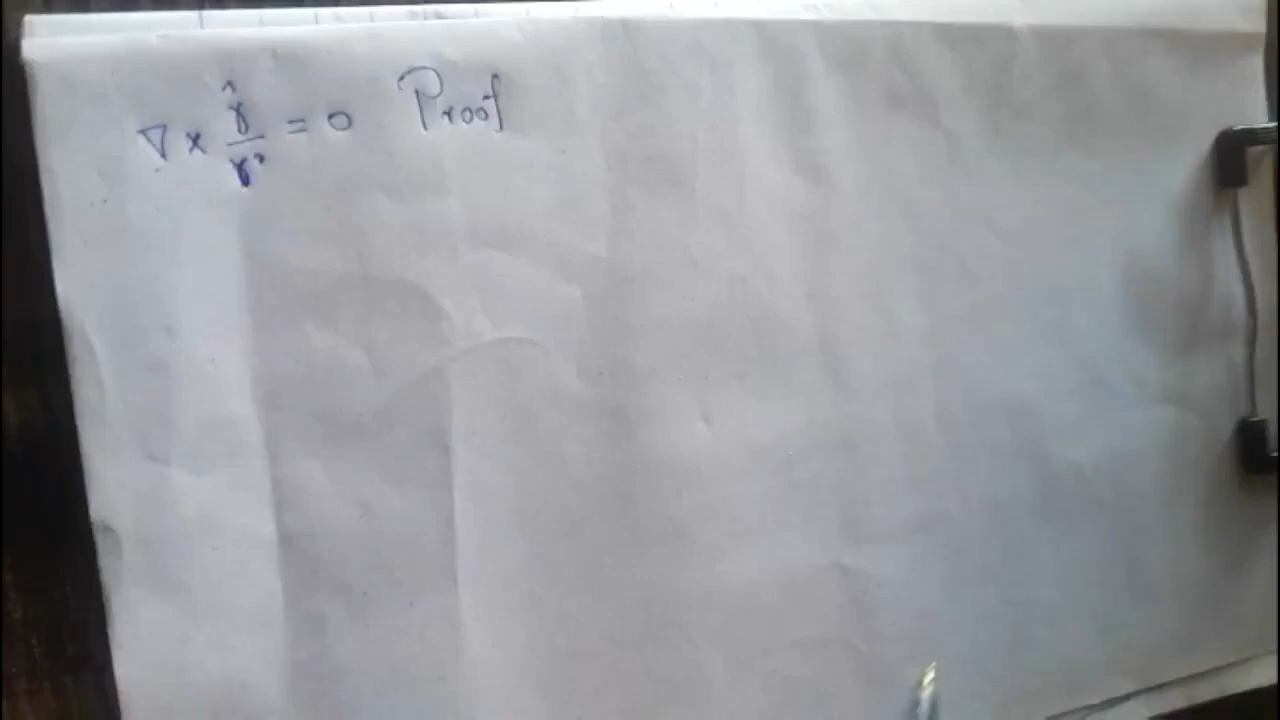 ∇ × r̂/r² = 0 Proof